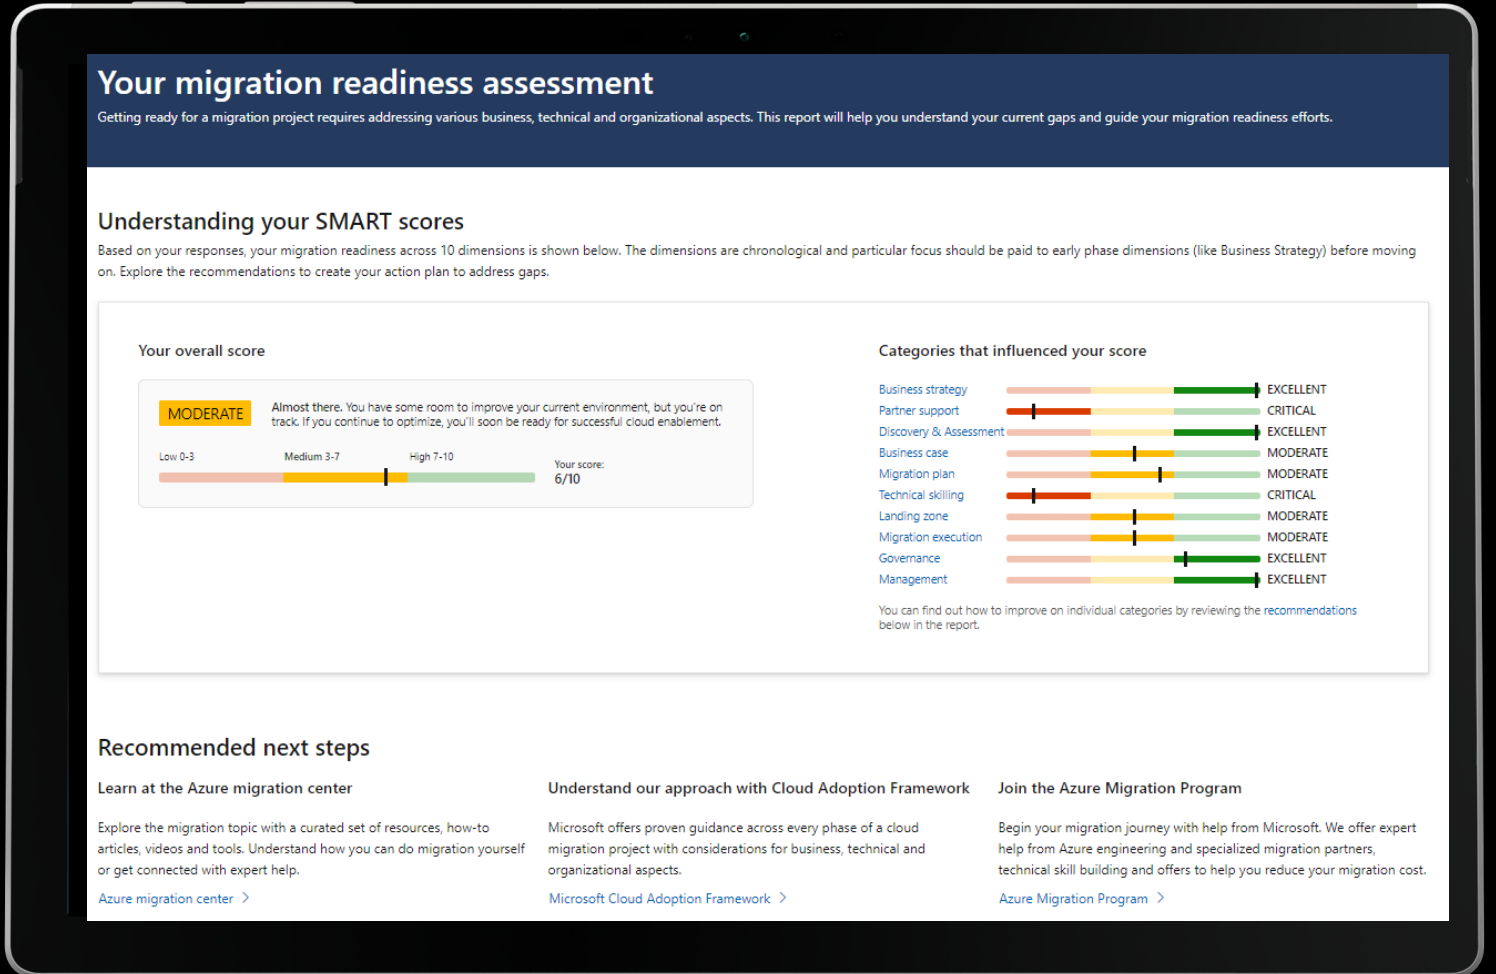 Your migration readiness assessment
Getting ready for a migration project requires addressing various business, technical and organizational aspects. This report will help you understand your current gaps and guide your migration readiness efforts.
Understanding your SMART scores
Based on your responses, your migration readiness across 10 dimensions is shown below. The dimensions are chronological and particular focus should be paid to early phase dimensions (like Business Strategy) before moving
on. Explore the recommendations to create your action plan to address gaps.
Your overall score
MODERATE
Almost there. You have some room to improve your current environment, but you're on
track. If you continue to optimize, you'll soon be ready for successful cloud enablement.
Low 0-3
Medium 3-7
High 7-10
Your score:
6/10
Categories that influenced your score
Business strategy EXCELLENT
Partner support CRITICAL
Discovery & Assessment EXCELLENT
Business case MODERATE
Migration plan MODERATE
Technical skilling CRITICAL
Landing zone MODERATE
Migration execution MODERATE
Governance EXCELLENT
Management EXCELLENT
You can find out how to improve on individual categories by reviewing the recommendations
below in the report.
Recommended next steps
Learn at the Azure migration center
Explore the migration topic with a curated set of resources, how-to
articles, videos and tools. Understand how you can do migration yourself
or get connected with expert help.
Azure migration center >
Understand our approach with Cloud Adoption Framework
Microsoft offers proven guidance across every phase of a cloud
migration project with considerations for business, technical and
organizational aspects.
Microsoft Cloud Adoption Framework >
Join the Azure Migration Program
Begin your migration journey with help from Microsoft. We offer expert
help from Azure engineering and specialized migration partners,
technical skill building and offers to help you reduce your migration cost.
Azure Migration Program >